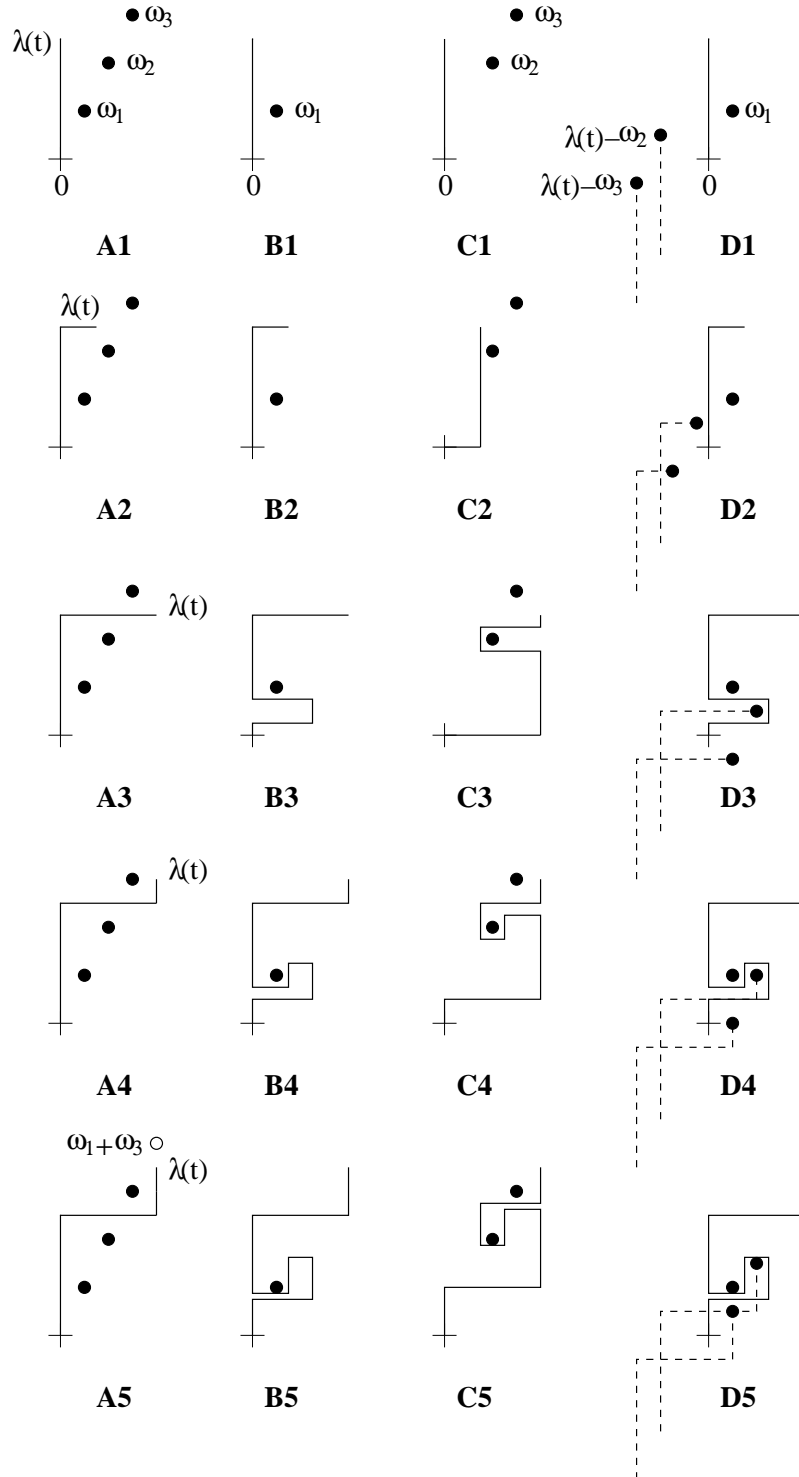 ω₃
λ(t)
ω₂
ω₁ ω₃
ω₂
ω₁ ω₁
λ(t)–ω₂
λ(t)–ω₃
0 0 0 0
A1 B1 C1 D1
λ(t)
A2 B2 C2 D2
λ(t)
A3 B3 C3 D3
λ(t)
A4 B4 C4 D4
ω₁+ω₃
λ(t)
A5 B5 C5 D5